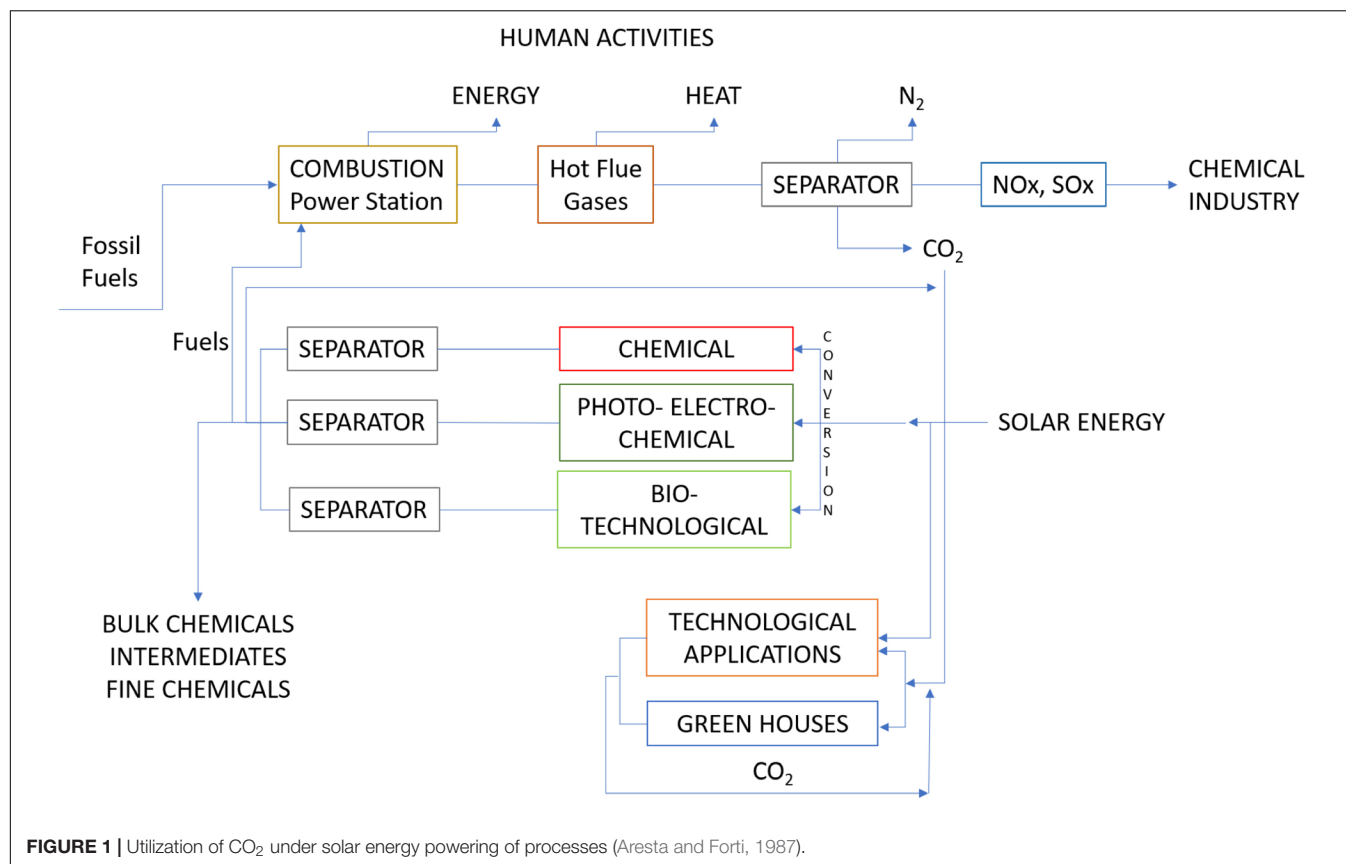 HUMAN ACTIVITIES
ENERGY
HEAT
N₂
COMBUSTION
Power Station
Hot Flue
Gases
SEPARATOR
NOx, SOx
CHEMICAL
INDUSTRY
Fossil
Fuels
CO₂
Fuels
SEPARATOR
CHEMICAL
CONVERSION
SEPARATOR
PHOTO- ELECTRO-
CHEMICAL
SOLAR ENERGY
SEPARATOR
BIO-
TECHNOLOGICAL
BULK CHEMICALS
INTERMEDIATES
FINE CHEMICALS
TECHNOLOGICAL
APPLICATIONS
GREEN HOUSES
CO₂
FIGURE 1 | Utilization of CO₂ under solar energy powering of processes (Aresta and Forti, 1987).